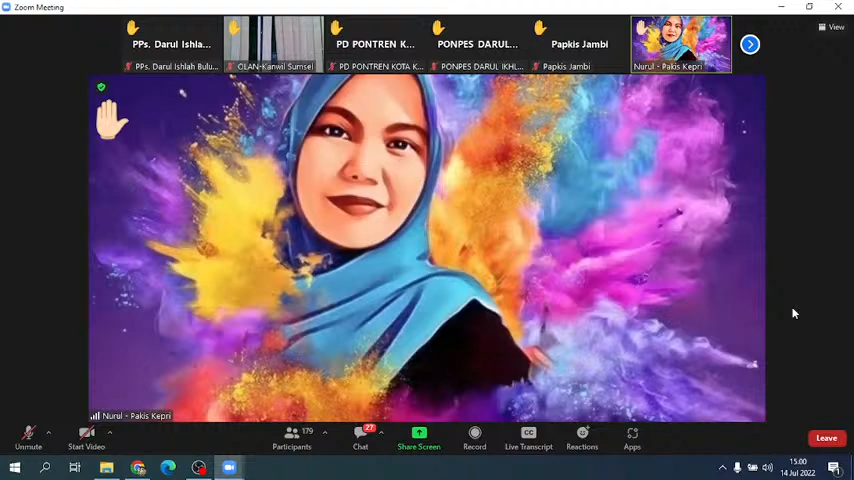 Zoom Meeting
View
PPs. Darul Ishla...
PD PONTREN K...
PONPES DARUL...
Papkis Jambi
PPs. Darul Ishlah Bulu...
OLAN-Kanwil Sumsel
PD PONTREN KOTA K...
PONPES DARUL IKHL...
Papkis Jambi
Nurul - Pakis Kepri
Nurul - Pakis Kepri
179
27
CC
Unmute
Start Video
Participants
Chat
Share Screen
Record
Live Transcript
Reactions
Apps
Leave
15.00
14 Jul 2022
1